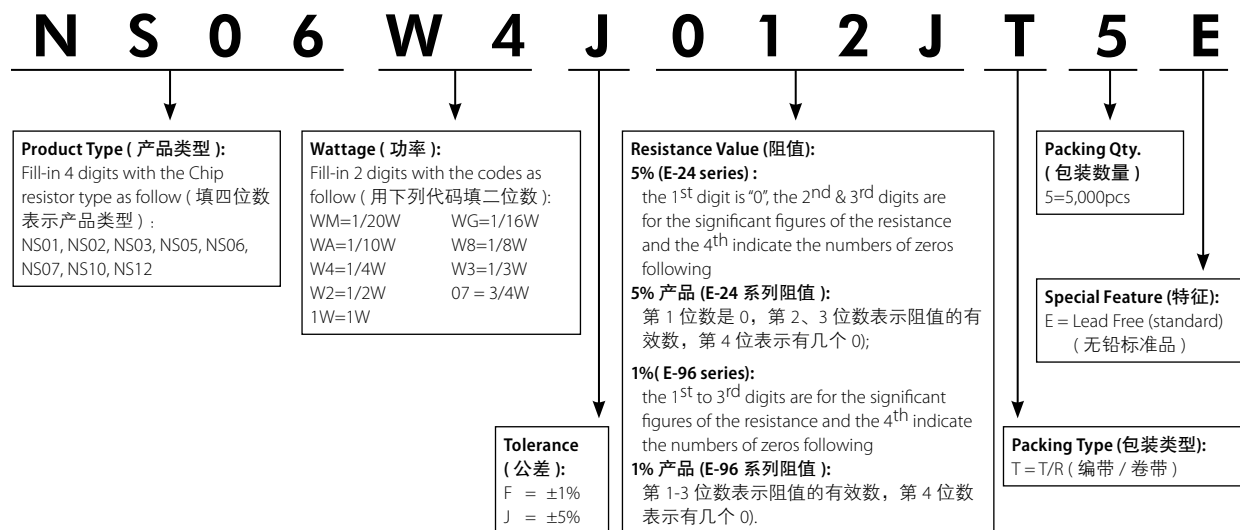 N S 0 6 W 4 J 0 1 2 J T 5 E
Product Type ( 产品类型 ):
Fill-in 4 digits with the Chip
resistor type as follow ( 填四位数
表示产品类型 ) :
NS01, NS02, NS03, NS05, NS06,
NS07, NS10, NS12
Wattage ( 功率 ):
Fill-in 2 digits with the codes as
follow ( 用下列代码填二位数 ):
WM=1/20W WG=1/16W
WA=1/10W W8=1/8W
W4=1/4W W3=1/3W
W2=1/2W 07 = 3/4W
1W=1W
Tolerance
( 公差 ):
F = ±1%
J = ±5%
Resistance Value (阻值):
5% (E-24 series) :
the 1st digit is “0”, the 2nd & 3rd digits are
for the significant figures of the resistance
and the 4th indicate the numbers of zeros
following
5% 产品 (E-24 系列阻值 ):
第 1 位数是 0，第 2、3 位数表示阻值的有
效数，第 4 位表示有几个 0);
1%( E-96 series):
the 1st to 3rd digits are for the significant
figures of the resistance and the 4th indicate
the numbers of zeros following
1% 产品 (E-96 系列阻值 ):
第 1-3 位数表示阻值的有效数，第 4 位数
表示有几个 0).
Packing Qty.
( 包装数量 )
5=5,000pcs
Special Feature (特征):
E = Lead Free (standard)
( 无铅标准品 )
Packing Type (包装类型):
T = T/R ( 编带 / 卷带 )